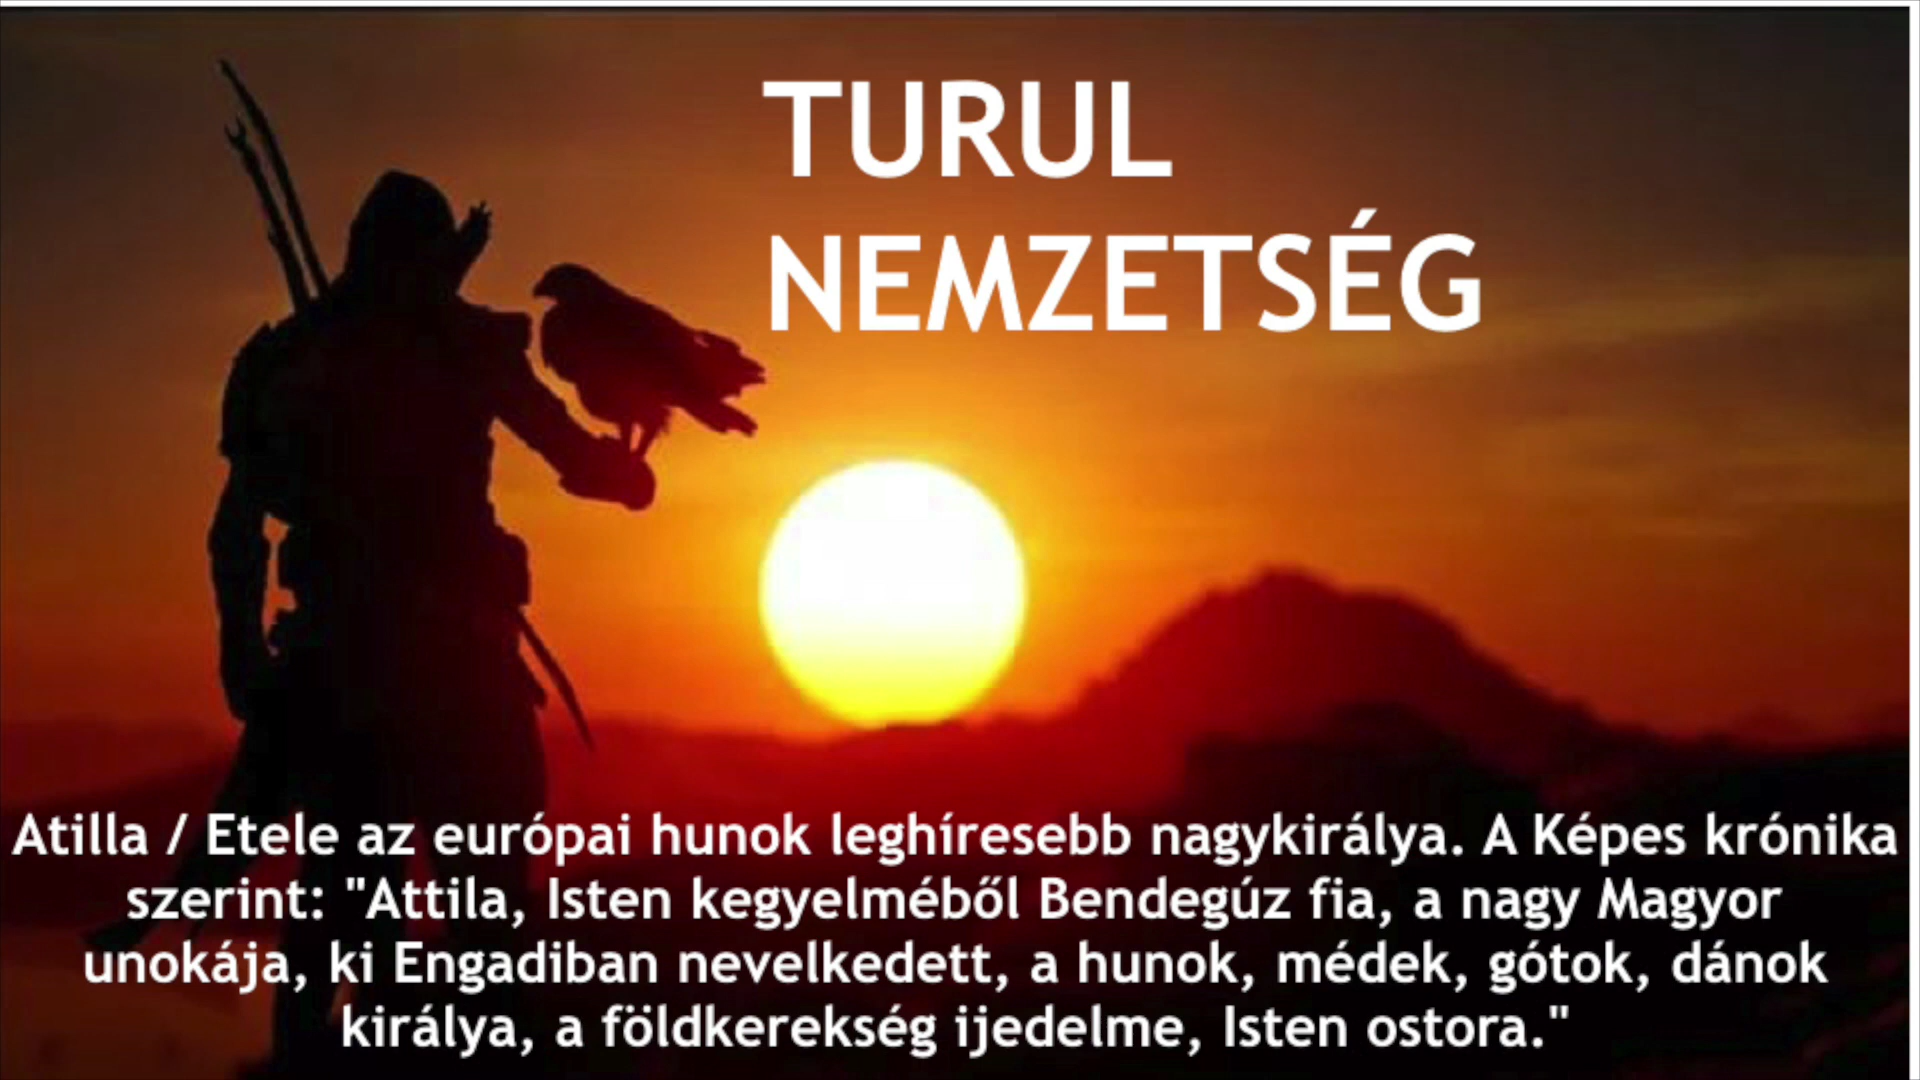 TURUL
NEMZETSÉG
Atilla / Etele az európai hunok leghíresebb nagykirálya. A Képes krónika
szerint: "Attila, Isten kegyelméből Bendegúz fia, a nagy Magyor
unokája, ki Engadiban nevelkedett, a hunok, médek, gótok, dánok
királya, a földkerekség ijedelme, Isten ostora."